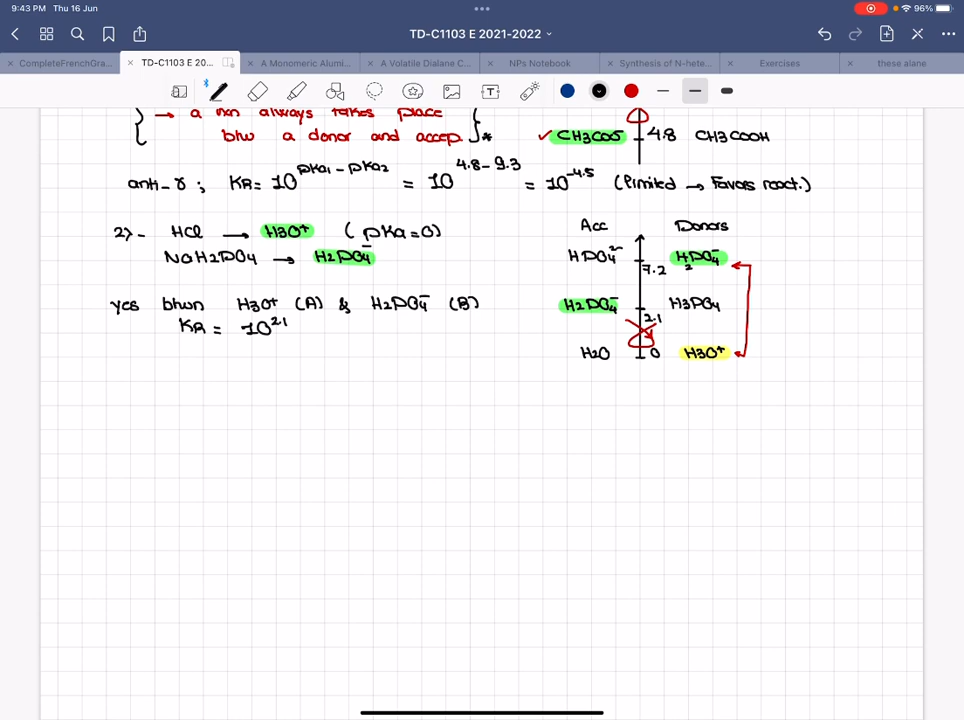 9:43 PM Thu 16 Jun
96%
TD-C1103 E 2021-2022
CompleteFrenchGra...
TD-C1103 E 20...
A Monomeric Alumi...
A Volatile Dialane C...
NPs Notebook
Synthesis of N-hete...
Exercises
these alane
→ a rxn always takes place
b/w a donor and accep.
CH3COO⁻ 4.8 CH3COOH
anti-γ ; KR = 10^pKa1-pKa2 = 10^4.8-9.3 = 10^-4.5 (limited → Favors react.)
2)- HCl → H3O+ (pKa=0)
NaH2PO4 → H2PO4⁻
Acc Donors
HPO4²⁻ 7.2 H2PO4⁻
H2PO4⁻ 2.1 H3PO4
H2O 0 H3O+
yes btwn H3O+ (A) & H2PO4⁻ (B)
KR = 10^2.1